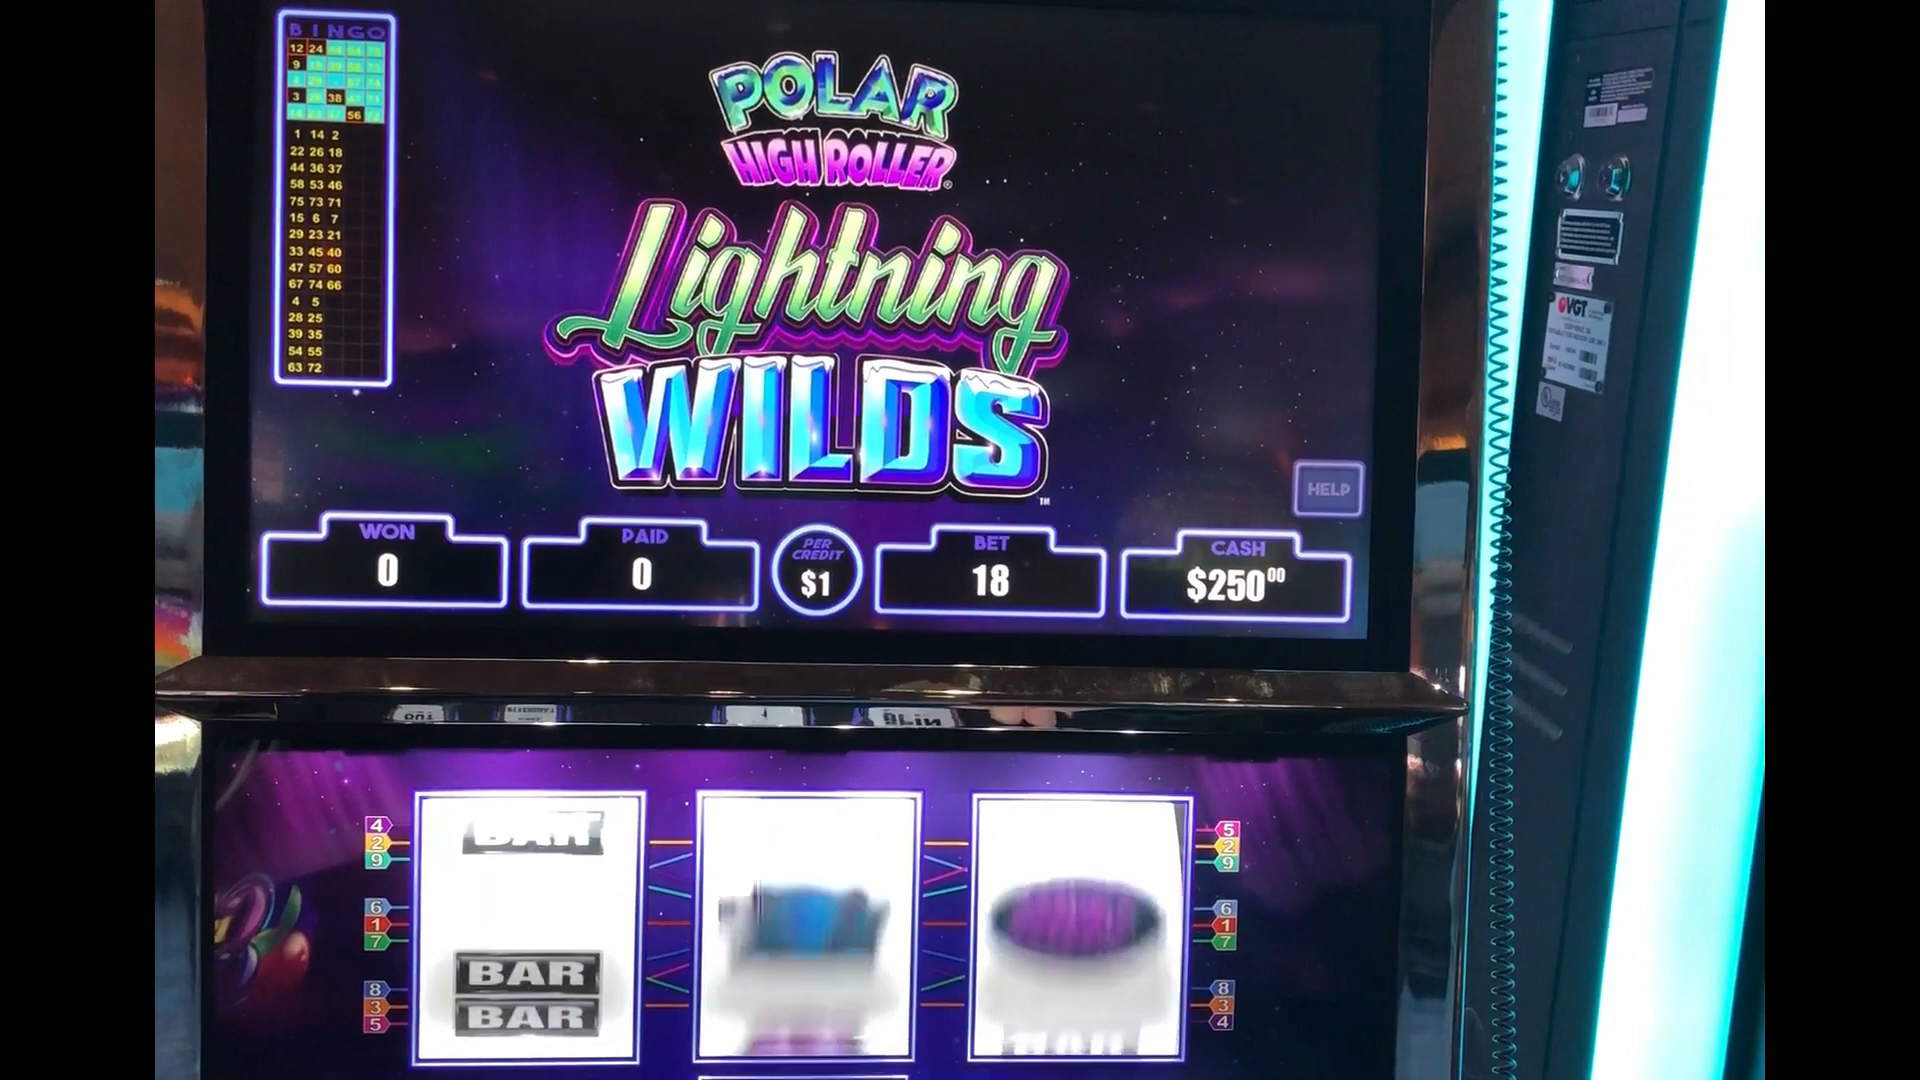 BINGO
12 24
9
3 38
56
1 14 2
22 26 18
44 36 37
58 53 46
75 73 71
15 6 7
29 23 21
33 45 40
47 57 60
67 74 66
4 5
28 25
39 35
54 55
63 72
POLAR
HIGH ROLLER®
Lightning
WILDS™
HELP
WON
0
PAID
0
PER
CREDIT
$1
BET
18
CASH
$250.00
VGT
4
2
9
6
1
7
8
3
5
BAR
BAR
BAR
5
2
9
6
1
7
8
3
4